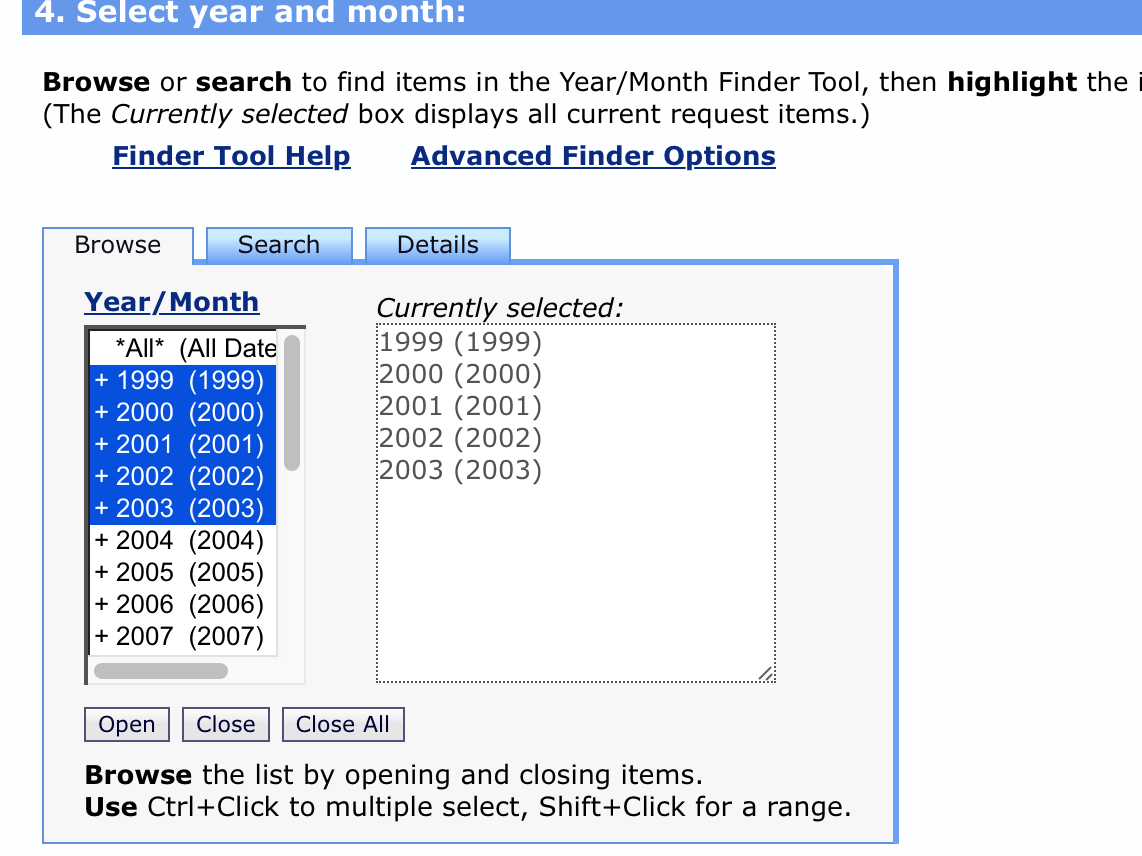 4. Select year and month:
Browse or search to find items in the Year/Month Finder Tool, then highlight the
(The Currently selected box displays all current request items.)
Finder Tool Help Advanced Finder Options
Browse Search Details
Year/Month
Currently selected:
*All* (All Date
+ 1999 (1999)
+ 2000 (2000)
+ 2001 (2001)
+ 2002 (2002)
+ 2003 (2003)
+ 2004 (2004)
+ 2005 (2005)
+ 2006 (2006)
+ 2007 (2007)
1999 (1999)
2000 (2000)
2001 (2001)
2002 (2002)
2003 (2003)
Open Close Close All
Browse the list by opening and closing items.
Use Ctrl+Click to multiple select, Shift+Click for a range.